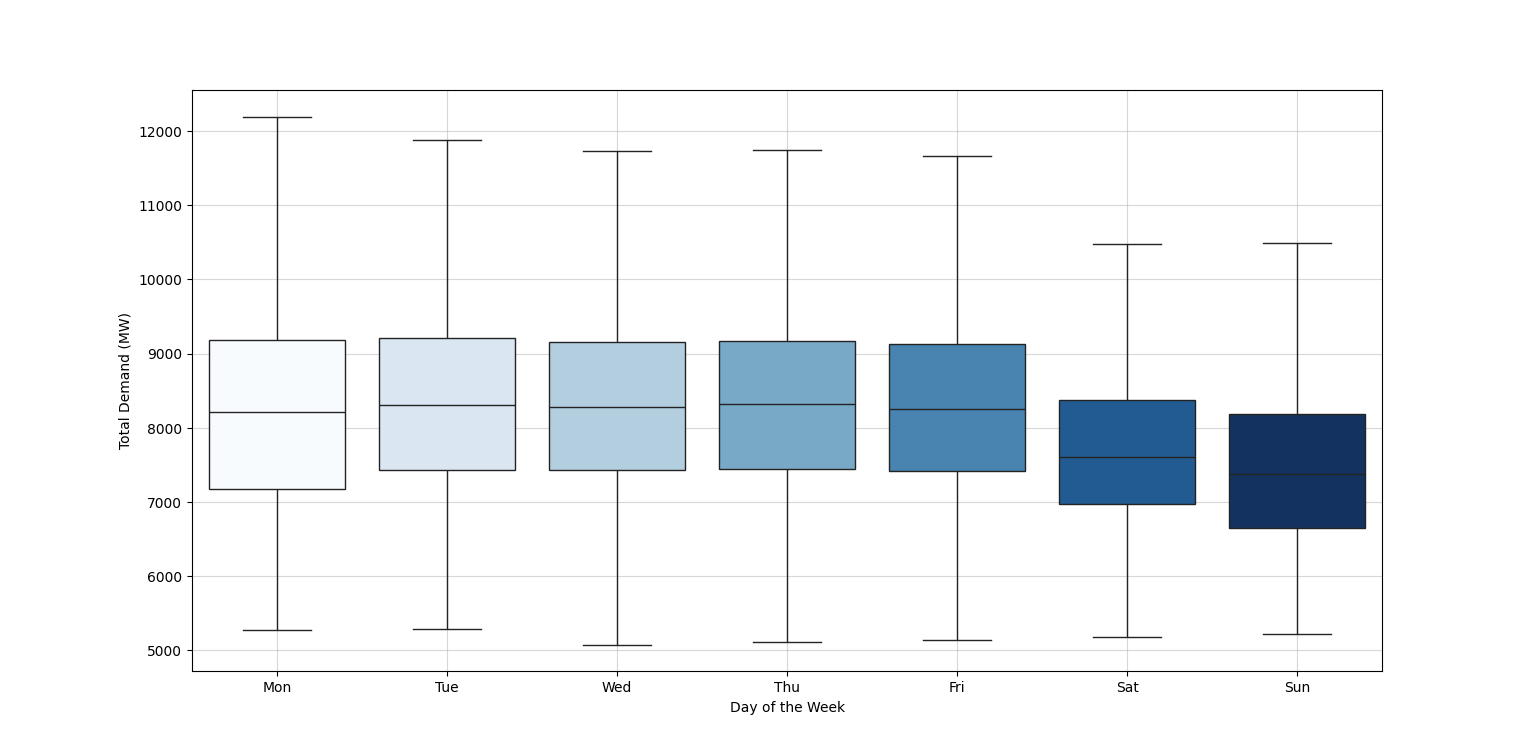 12000
11000
10000
9000
8000
7000
6000
5000
Total Demand (MW)
Mon Tue Wed Thu Fri Sat Sun
Day of the Week